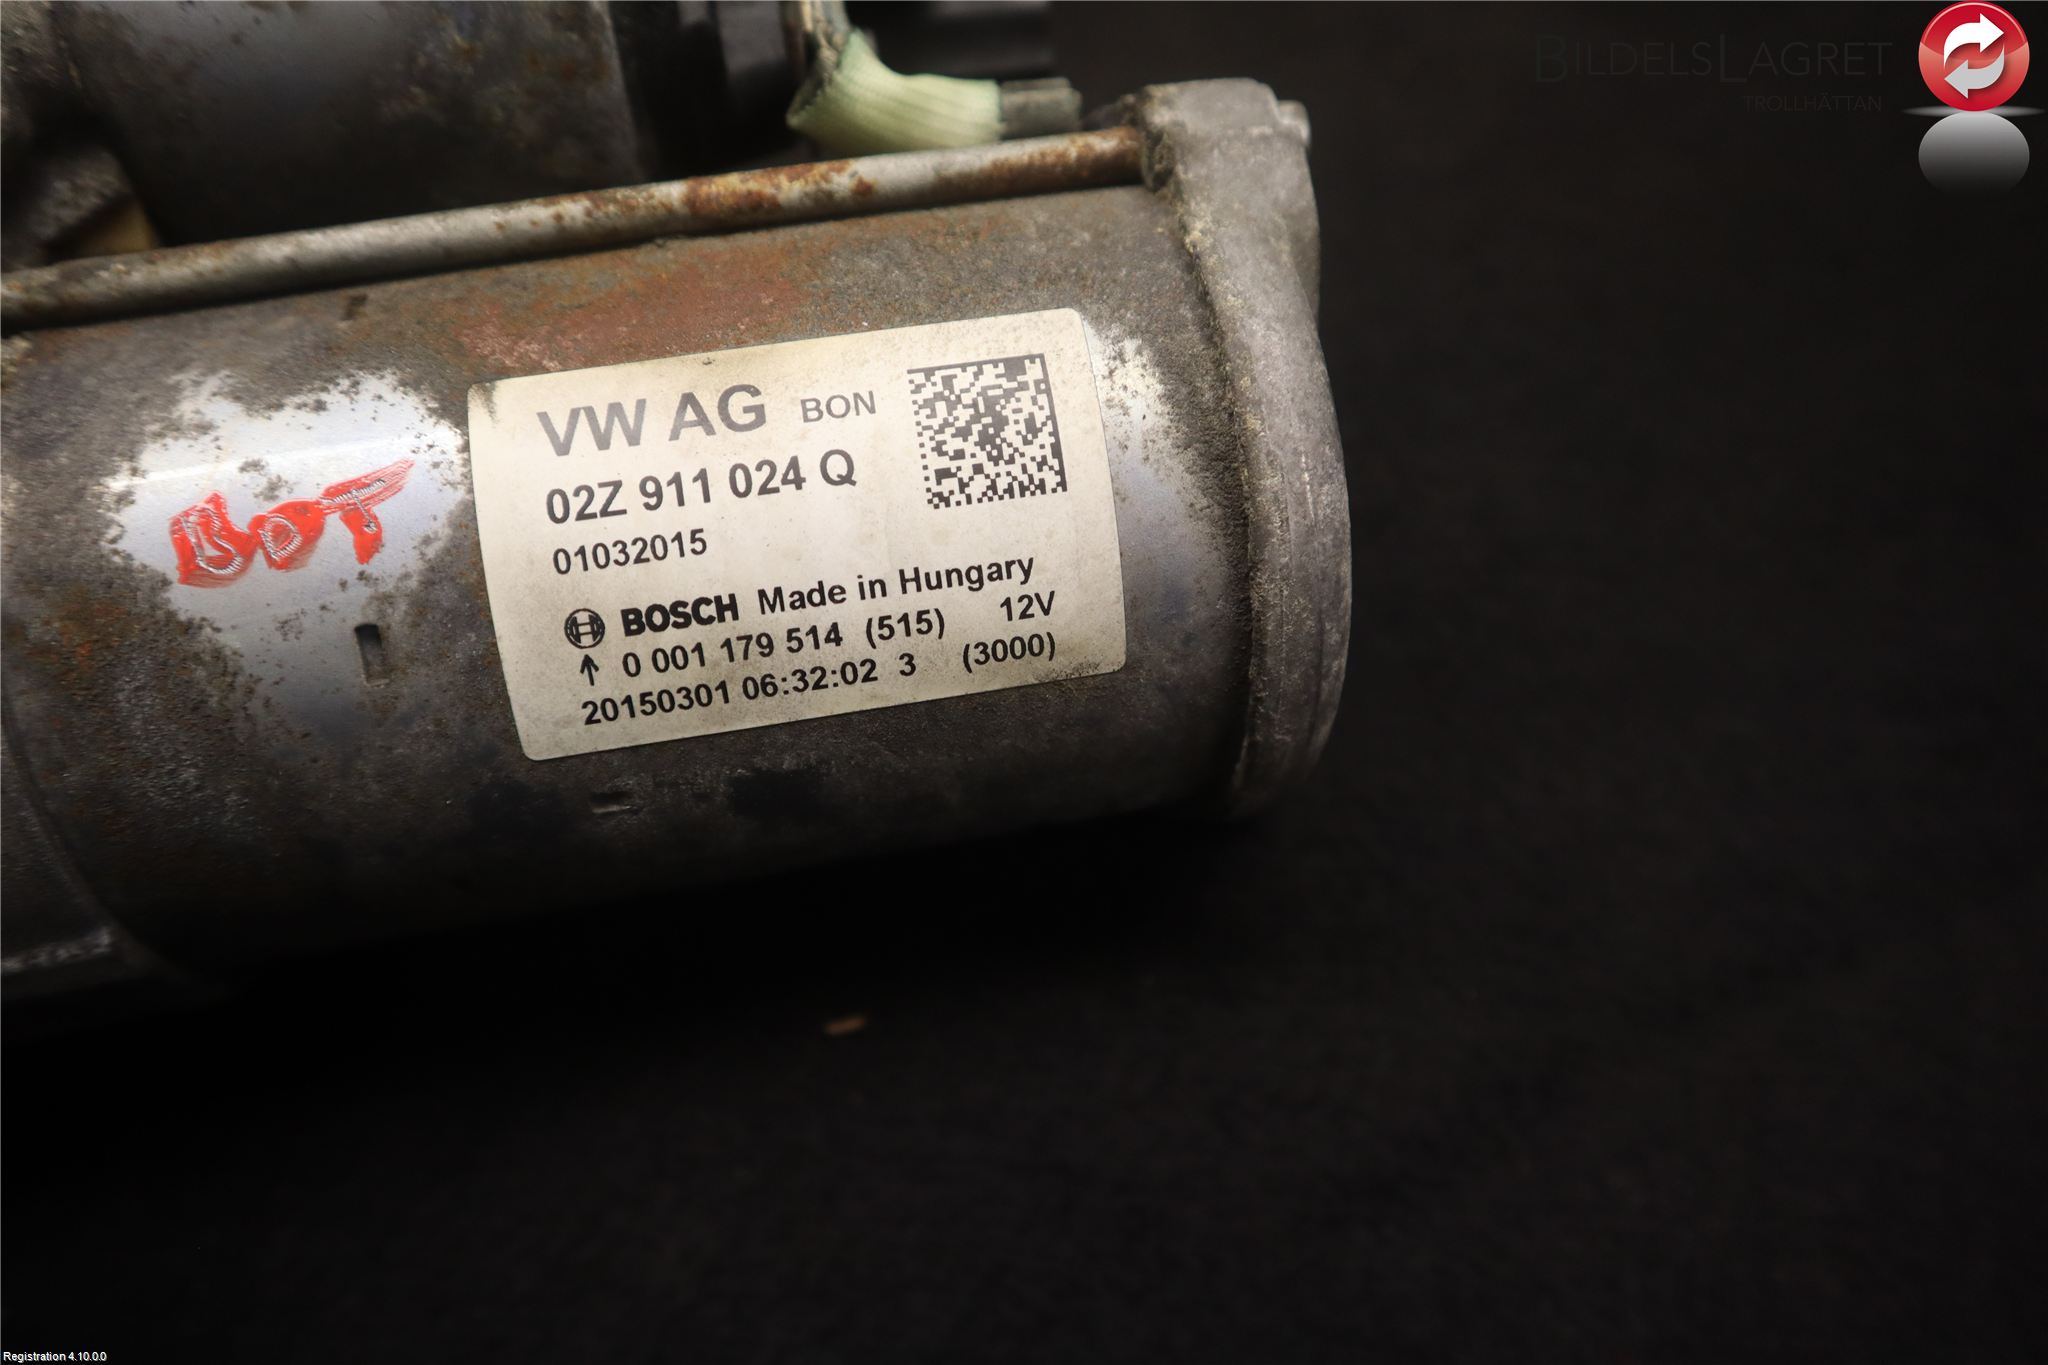 BILDELSLAGRET
TROLLHÄTTAN
VW AG BON
02Z 911 024 Q
01032015
BOSCH Made in Hungary
0 001 179 514 (515) 12V
20150301 06:32:02 3 (3000)
BDT
Registration 4.10.0.0